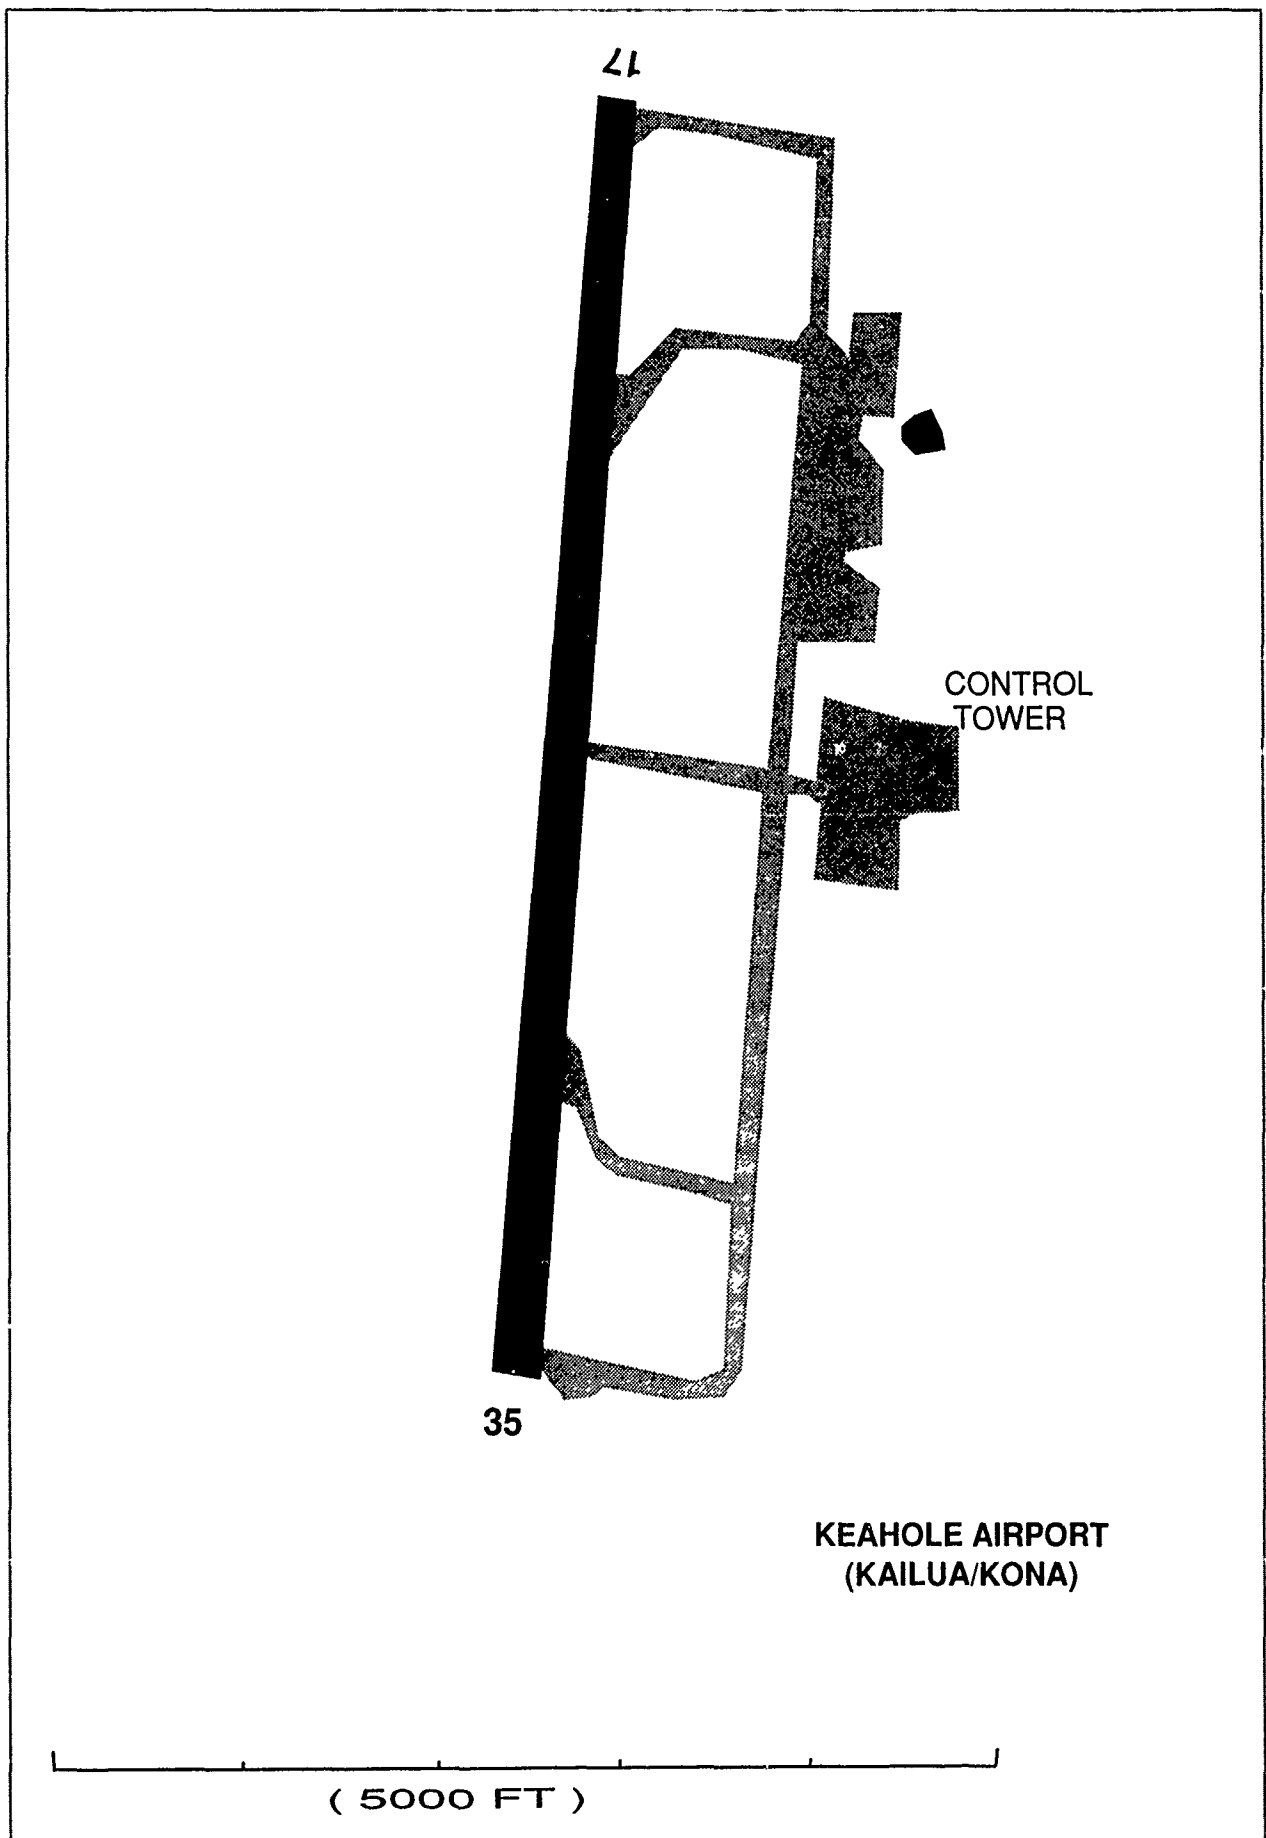 17
CONTROL
TOWER
35
KEAHOLE AIRPORT
(KAILUA/KONA)
( 5000 FT )